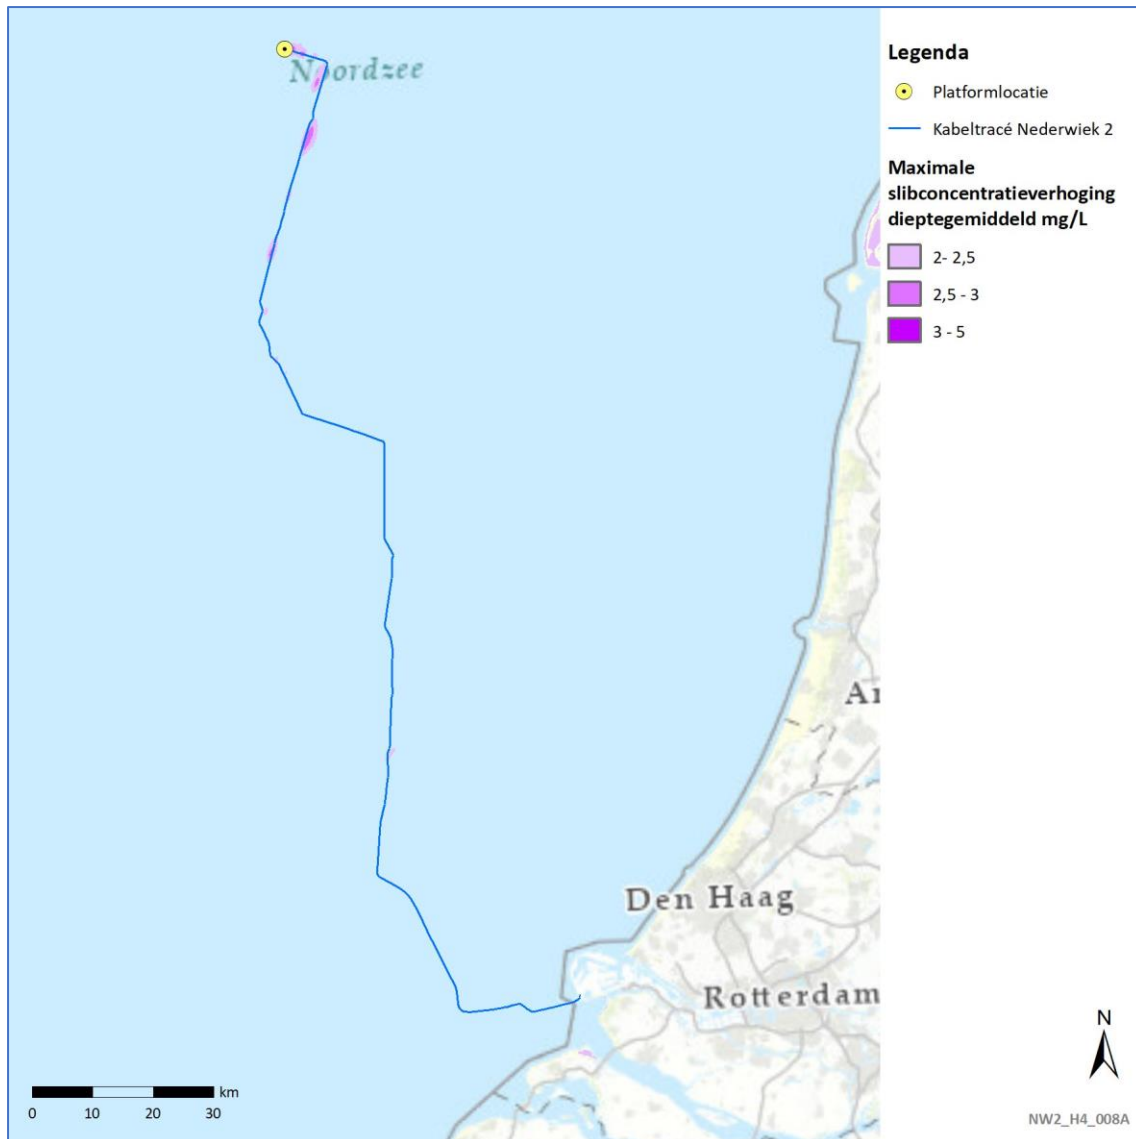 Noordzee
Legenda
Platformlocatie
Kabeltracé Nederwiek 2
Maximale
slibconcentratieverhoging
dieptegemiddeld mg/L
2- 2,5
2,5 - 3
3 - 5
Den Haag
Rotterdam
km
0 10 20 30
N
NW2_H4_008A